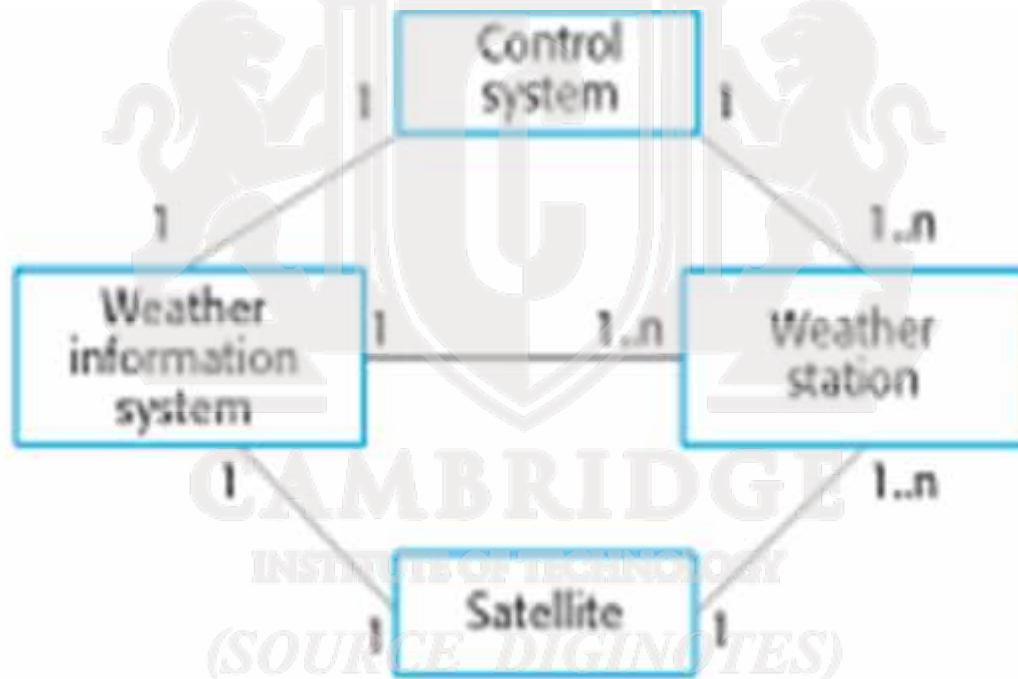 Control
system
1
1
1
1..n
Weather
information
system
1
1..n
Weather
station
1
1..n
CAMBRIDGE
INSTITUTE OF TECHNOLOGY
Satellite
1
1
(SOURCE DIGINOTES)